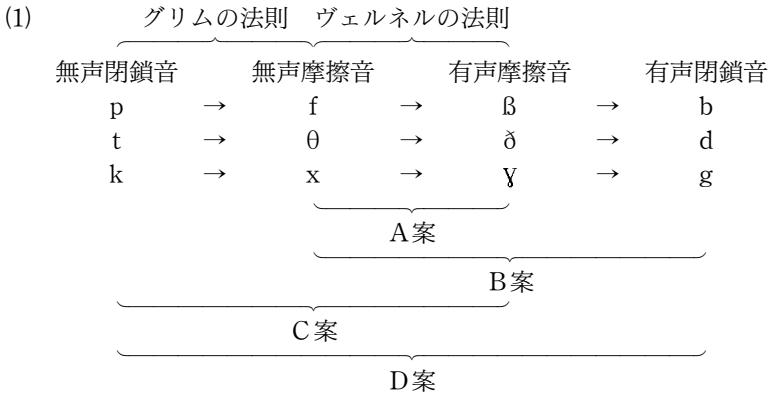 (1) グリムの法則 ヴェルネルの法則
無声閉鎖音 無声摩擦音 有声摩擦音 有声閉鎖音
p → f → ß → b
t → θ → ð → d
k → x → ɣ → g
A案
B案
C案
D案